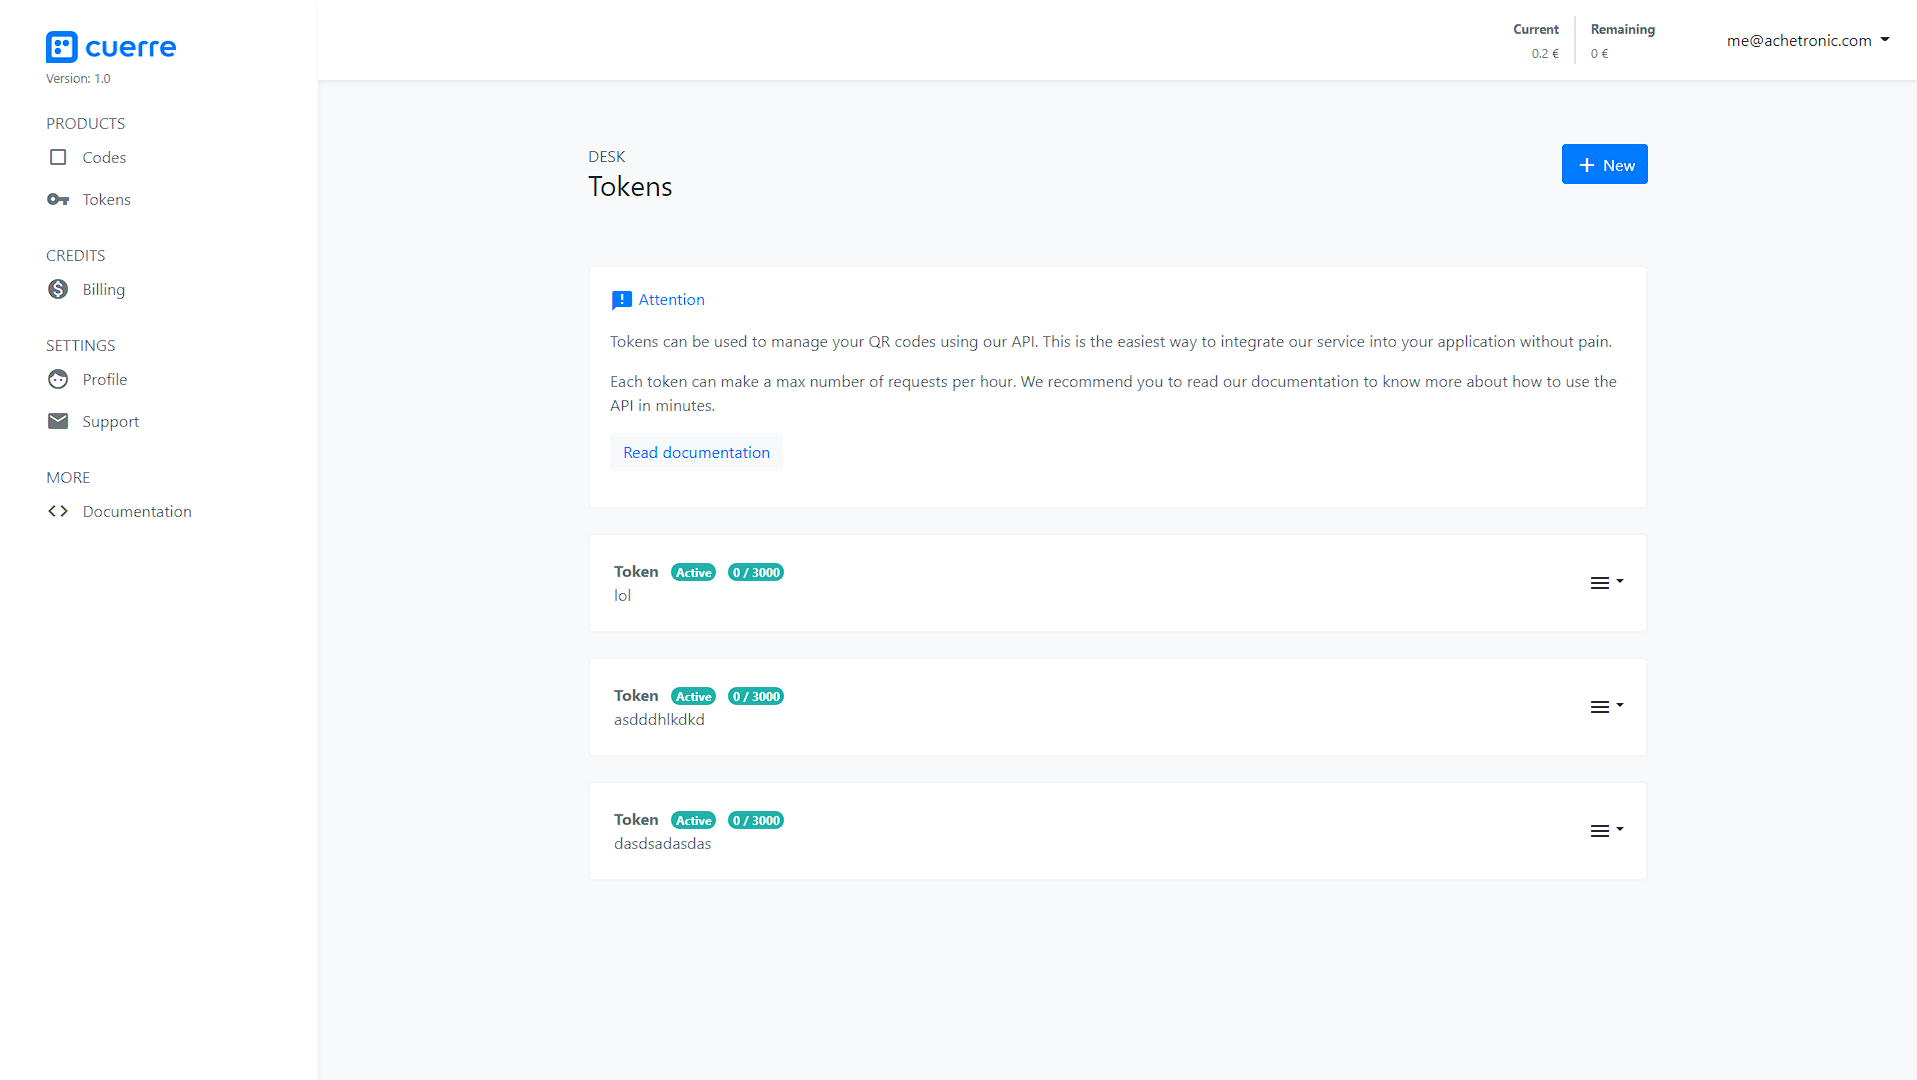 cuerre
Version: 1.0
PRODUCTS
Codes
Tokens
CREDITS
Billing
SETTINGS
Profile
Support
MORE
Documentation
Current
0.2 €
Remaining
0 €
me@achetronic.com
DESK
Tokens
New
Attention
Tokens can be used to manage your QR codes using our API. This is the easiest way to integrate our service into your application without pain.
Each token can make a max number of requests per hour. We recommend you to read our documentation to know more about how to use the
API in minutes.
Read documentation
Token Active 0 / 3000
lol
Token Active 0 / 3000
asdddhlkdkd
Token Active 0 / 3000
dasdsadasdas